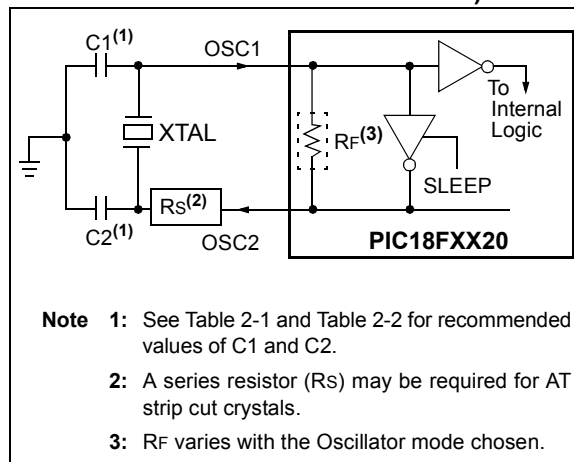 C1(1)
OSC1
To
Internal
Logic
XTAL
RF(3)
SLEEP
RS(2)
C2(1)
OSC2
PIC18FXX20
Note 1: See Table 2-1 and Table 2-2 for recommended
values of C1 and C2.
2: A series resistor (RS) may be required for AT
strip cut crystals.
3: RF varies with the Oscillator mode chosen.